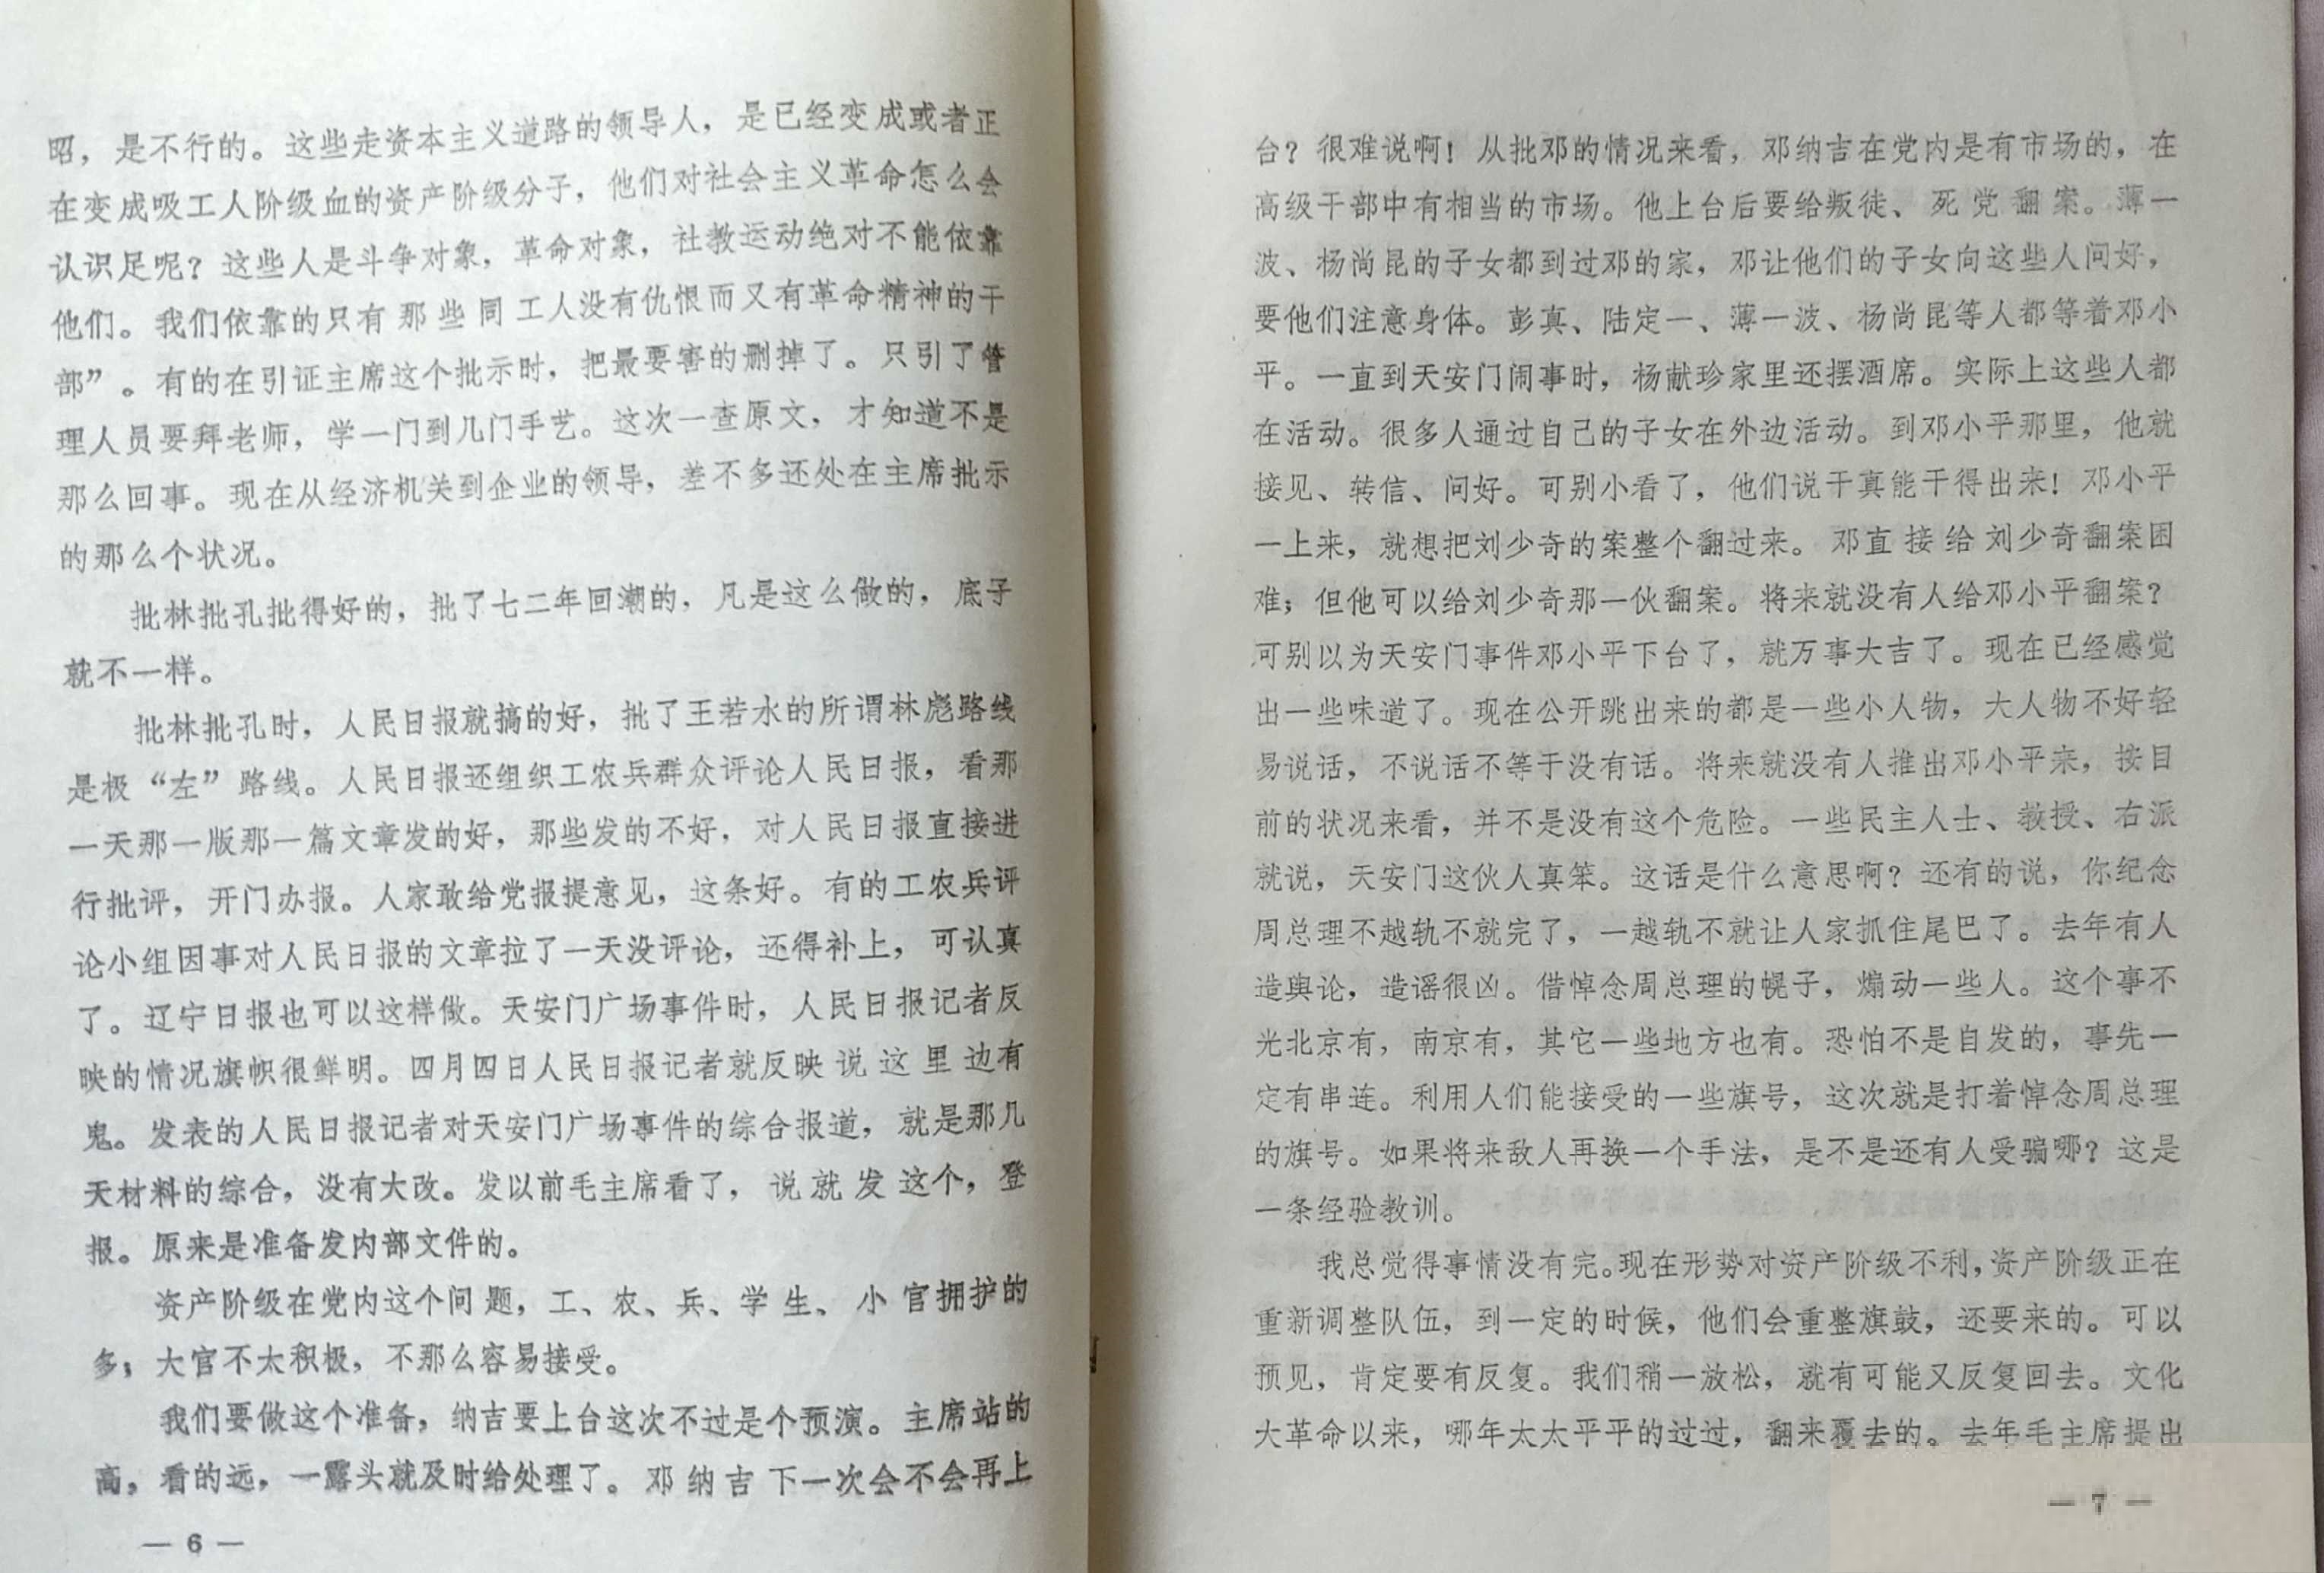 昭，是不行的。这些走资本主义道路的领导人，是已经变成或者正
在变成吸工人阶级血的资产阶级分子，他们对社会主义革命怎么会
认识足呢？这些人是斗争对象，革命对象，社教运动绝对不能依靠
他们。我们依靠的只有那些同工人没有仇恨而又有革命精神的干
部”。有的在引证主席这个批示时，把最要害的删掉了。只引了管
理人员要拜老师，学一门到几门手艺。这次一查原文，才知道不是
那么回事。现在从经济机关到企业的领导，差不多还处在主席批示
的那么个状况。
批林批孔批得好的，批了七二年回潮的，凡是这么做的，底子
就不一样。
批林批孔时，人民日报就搞的好，批了王若水的所谓林彪路线
是极“左”路线。人民日报还组织工农兵群众评论人民日报，看那
一天那一版那一篇文章发的好，那些发的不好，对人民日报直接进
行批评，开门办报。人家敢给党报提意见，这条好。有的工农兵评
论小组因事对人民日报的文章拉了一天没评论，还得补上，可认真
了。辽宁日报也可以这样做。天安门广场事件时，人民日报记者反
映的情况旗帜很鲜明。四月四日人民日报记者就反映说这里边有
鬼。发表的人民日报记者对天安门广场事件的综合报道，就是那几
天材料的综合，没有大改。发以前毛主席看了，说就发这个，登
报。原来是准备发内部文件的。
资产阶级在党内这个问题，工、农、兵、学生、小官拥护的
多；大官不太积极，不那么容易接受。
我们要做这个准备，纳吉要上台这次不过是个预演。主席站的
高，看的远，一露头就及时给处理了。邓纳吉下一次会不会再上
— 6 —
台？很难说啊！从批邓的情况来看，邓纳吉在党内是有市场的，在
高级干部中有相当的市场。他上台后要给叛徒、死党翻案。薄一
波、杨尚昆的子女都到过邓的家，邓让他们的子女向这些人问好，
要他们注意身体。彭真、陆定一、薄一波、杨尚昆等人都等着邓小
平。一直到天安门闹事时，杨献珍家里还摆酒席。实际上这些人都
在活动。很多人通过自己的子女在外边活动。到邓小平那里，他就
接见、转信、问好。可别小看了，他们说干真能干得出来！邓小平
一上来，就想把刘少奇的案整个翻过来。邓直接给刘少奇翻案困
难；但他可以给刘少奇那一伙翻案。将来就没有人给邓小平翻案？
可别以为天安门事件邓小平下台了，就万事大吉了。现在已经感觉
出一些味道了。现在公开跳出来的都是一些小人物，大人物不好轻
易说话，不说话不等于没有话。将来就没有人推出邓小平来，按目
前的状况来看，并不是没有这个危险。一些民主人士、教授、右派
就说，天安门这伙人真笨。这话是什么意思啊？还有的说，你纪念
周总理不越轨不就完了，一越轨不就让人家抓住尾巴了。去年有人
造舆论，造谣很凶。借悼念周总理的幌子，煽动一些人。这个事不
光北京有，南京有，其它一些地方也有。恐怕不是自发的，事先一
定有串连。利用人们能接受的一些旗号，这次就是打着悼念周总理
的旗号。如果将来敌人再换一个手法，是不是还有人受骗哪？这是
一条经验教训。
我总觉得事情没有完。现在形势对资产阶级不利，资产阶级正在
重新调整队伍，到一定的时候，他们会重整旗鼓，还要来的。可以
预见，肯定要有反复。我们稍一放松，就有可能又反复回去。文化
大革命以来，哪年太太平平的过过，翻来覆去的。去年毛主席提出
— 7 —